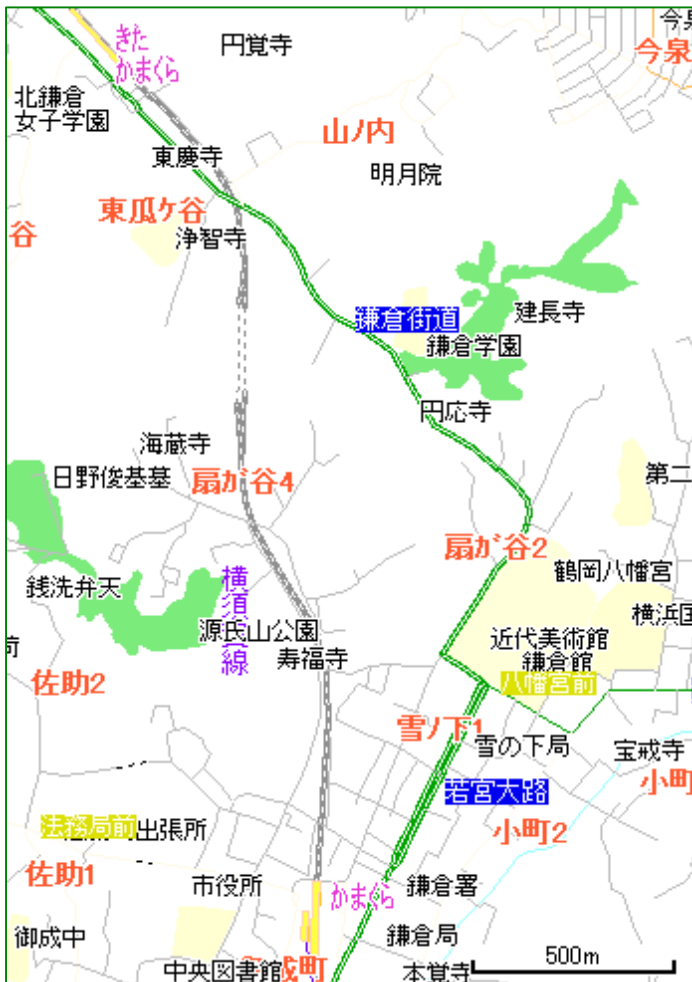 きた
かまくら
円覚寺
今泉
北鎌倉
女子学園
山ノ内
東慶寺
明月院
東瓜ケ谷
谷
浄智寺
建長寺
鎌倉街道
鎌倉学園
円応寺
海蔵寺
日野俊基墓
扇が谷4
第二
扇が谷2
鶴岡八幡宮
銭洗弁天
源氏山公園
寿福寺
横浜国
近代美術館
鎌倉館
八幡宮前
佐助2
雪ノ下1
雪の下局
宝戒寺
小町
若宮大路
法務局前
出張所
小町2
佐助1
市役所
かまくら
鎌倉署
御成中
鎌倉局
500m
中央図書館
成町
本覚寺